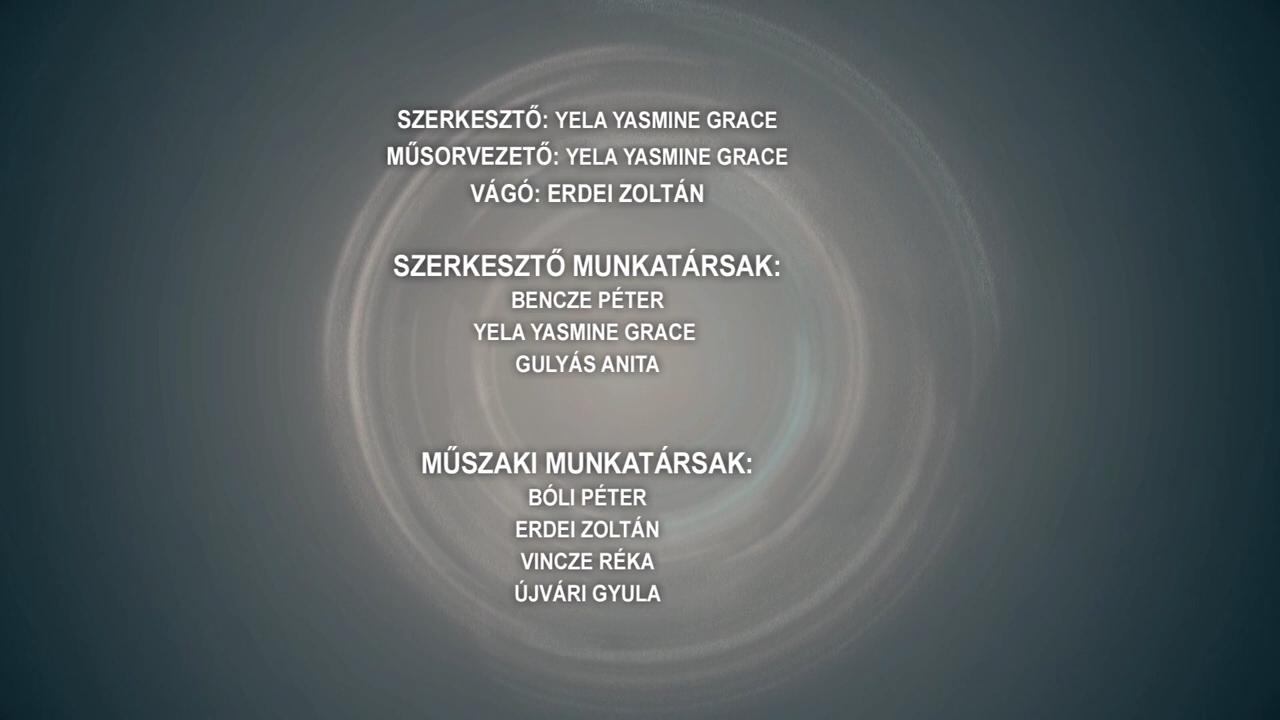 SZERKESZTŐ: YELA YASMINE GRACE
MŰSORVEZETŐ: YELA YASMINE GRACE
VÁGÓ: ERDEI ZOLTÁN
SZERKESZTŐ MUNKATÁRSAK:
BENCZE PÉTER
YELA YASMINE GRACE
GULYÁS ANITA
MŰSZAKI MUNKATÁRSAK:
BÓLI PÉTER
ERDEI ZOLTÁN
VINCZE RÉKA
ÚJVÁRI GYULA